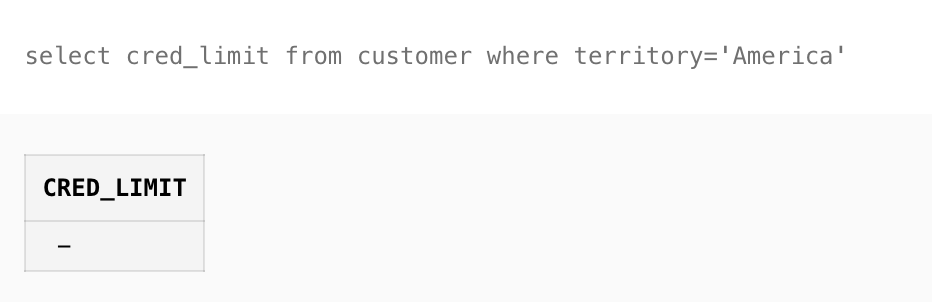 select cred_limit from customer where territory='America'
CRED_LIMIT
–